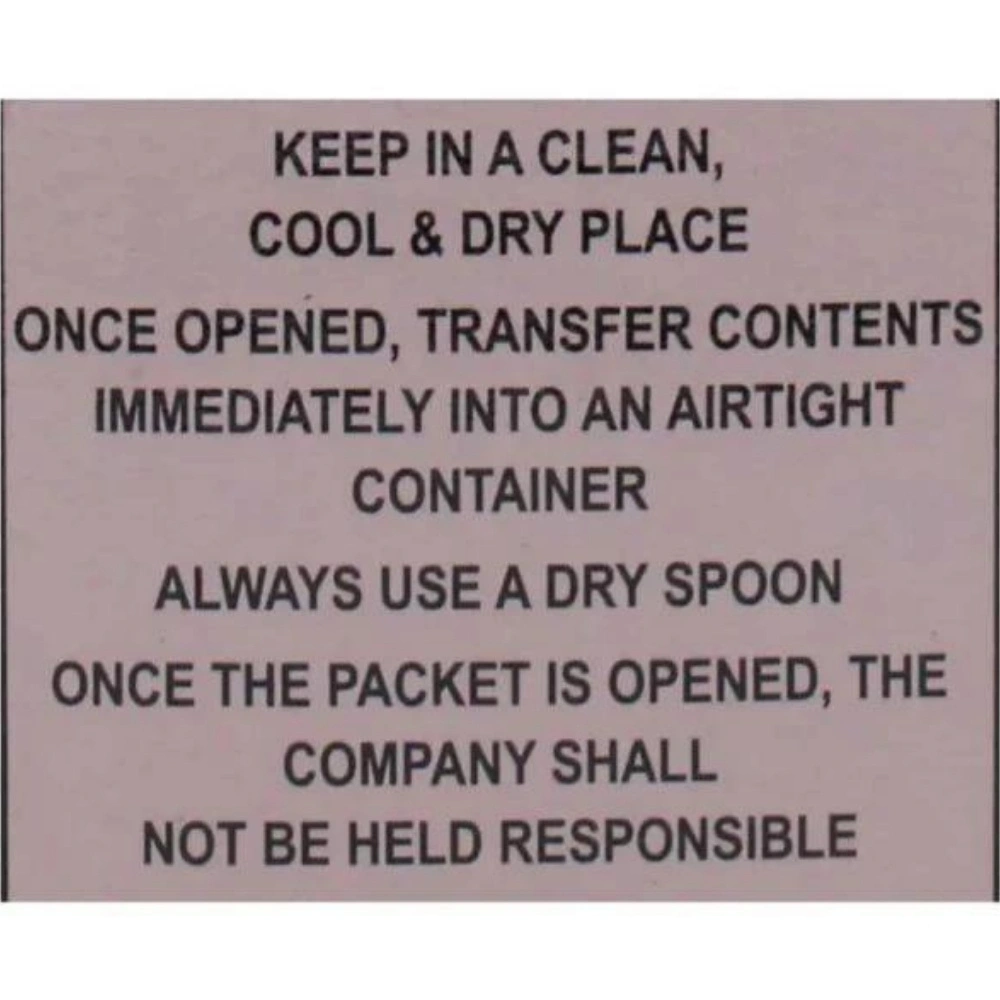 KEEP IN A CLEAN,
COOL & DRY PLACE
ONCE OPENED, TRANSFER CONTENTS
IMMEDIATELY INTO AN AIRTIGHT
CONTAINER
ALWAYS USE A DRY SPOON
ONCE THE PACKET IS OPENED, THE
COMPANY SHALL
NOT BE HELD RESPONSIBLE